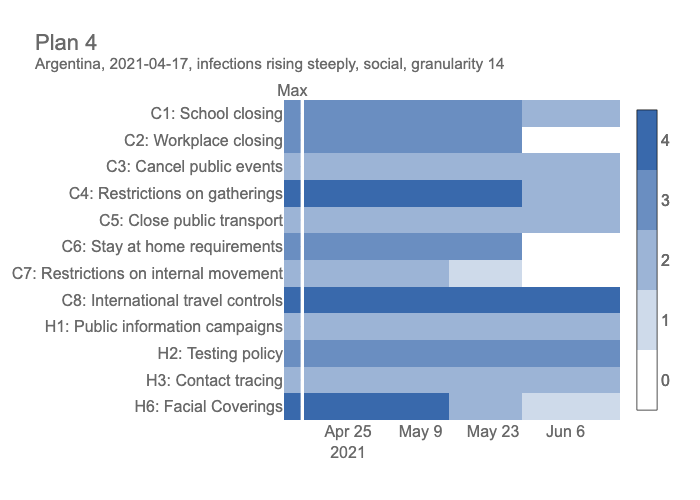 Plan 4
Argentina, 2021-04-17, infections rising steeply, social, granularity 14
Max
C1: School closing
C2: Workplace closing
C3: Cancel public events
C4: Restrictions on gatherings
C5: Close public transport
C6: Stay at home requirements
C7: Restrictions on internal movement
C8: International travel controls
H1: Public information campaigns
H2: Testing policy
H3: Contact tracing
H6: Facial Coverings
Apr 25 May 9 May 23 Jun 6
2021
4
3
2
1
0